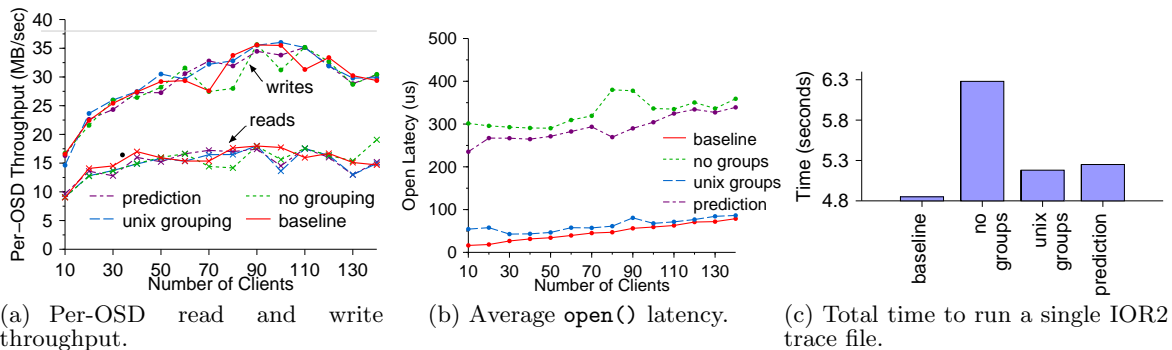 Per−OSD Throughput (MB/sec)
40
35
30
25
20
15
10
5
0
writes
reads
prediction
no grouping
unix grouping
baseline
10 30 50 70 90 110 130
Number of Clients
(a) Per-OSD read and write
throughput.
Open Latency (us)
500
400
300
200
100
0
baseline
no groups
unix groups
prediction
10 30 50 70 90 110 130
Number of Clients
(b) Average open() latency.
Time (seconds)
6.3
5.8
5.3
4.8
baseline
no
groups
unix
groups
prediction
(c) Total time to run a single IOR2
trace file.